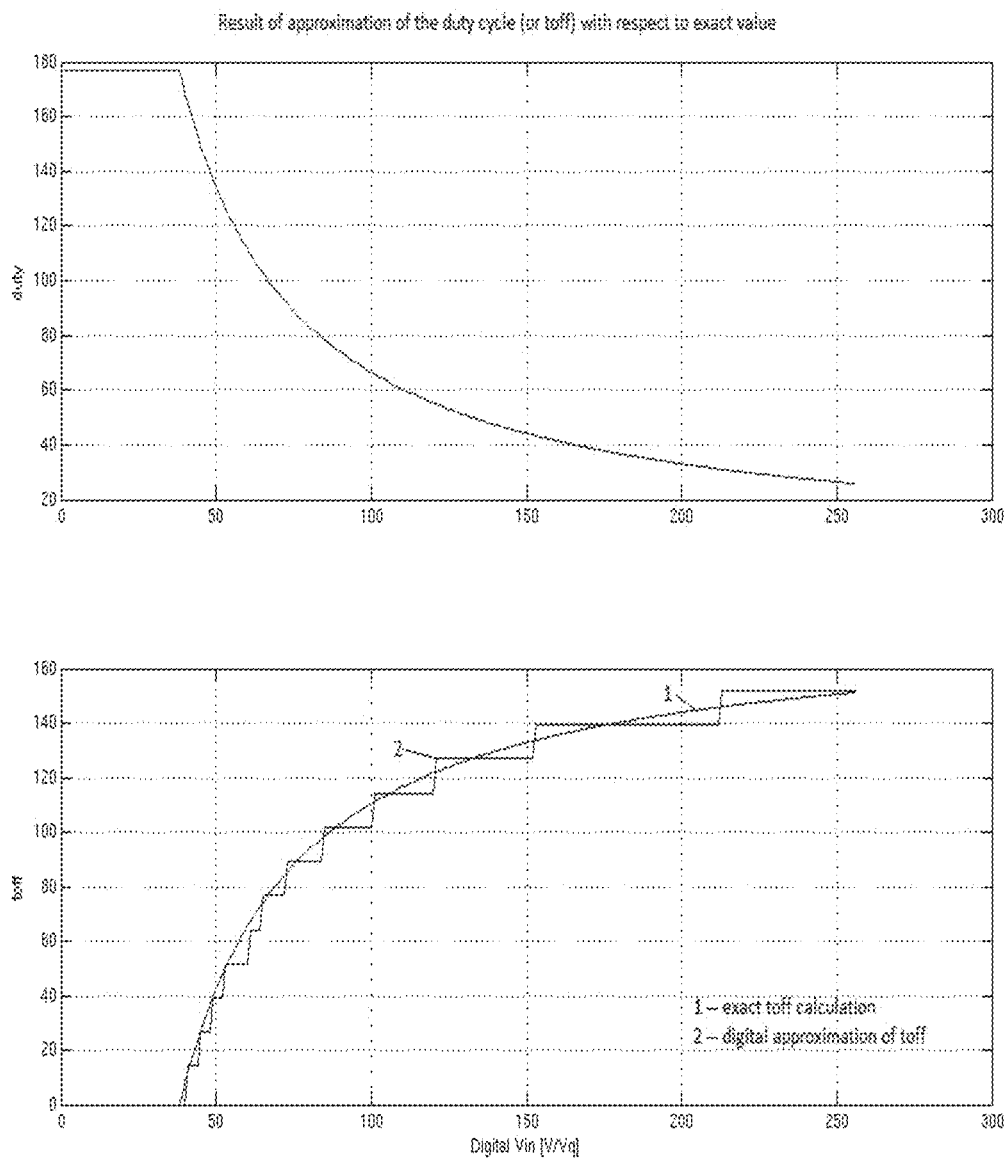 Result of approximation of the duty cycle (or toff) with respect to exact value
180
160
140
120
100
80
60
40
20
duty
0 50 100 150 200 250 300
160
140
120
100
80
60
40
20
0
toff
1
2
1 – exact toff calculation
2 – digital approximation of toff
0 50 100 150 200 250 300
Digital Vin [V/Vq]